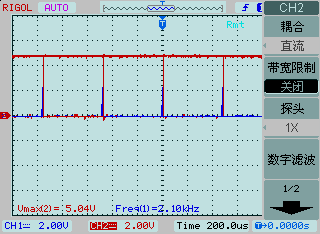 RIGOL AUTO
CH2
Rmt
耦合
直流
带宽限制
关闭
探头
1X
数字滤波
1/2
Vmax(2)= 5.04V Freq(1)=2.10kHz
CH1 2.00V CH2 2.00V Time 200.0us T→0.0000s